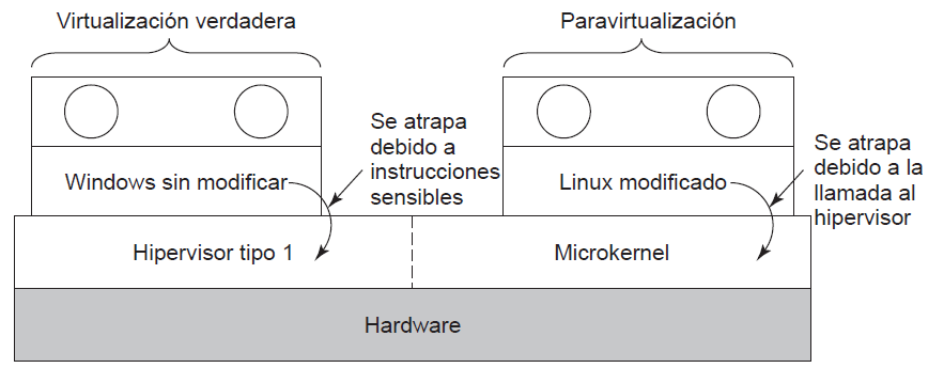 Virtualización verdadera
Paravirtualización
Se atrapa
debido a
instrucciones
sensibles
Se atrapa
debido a la
llamada al
hipervisor
Windows sin modificar
Linux modificado
Hipervisor tipo 1
Microkernel
Hardware